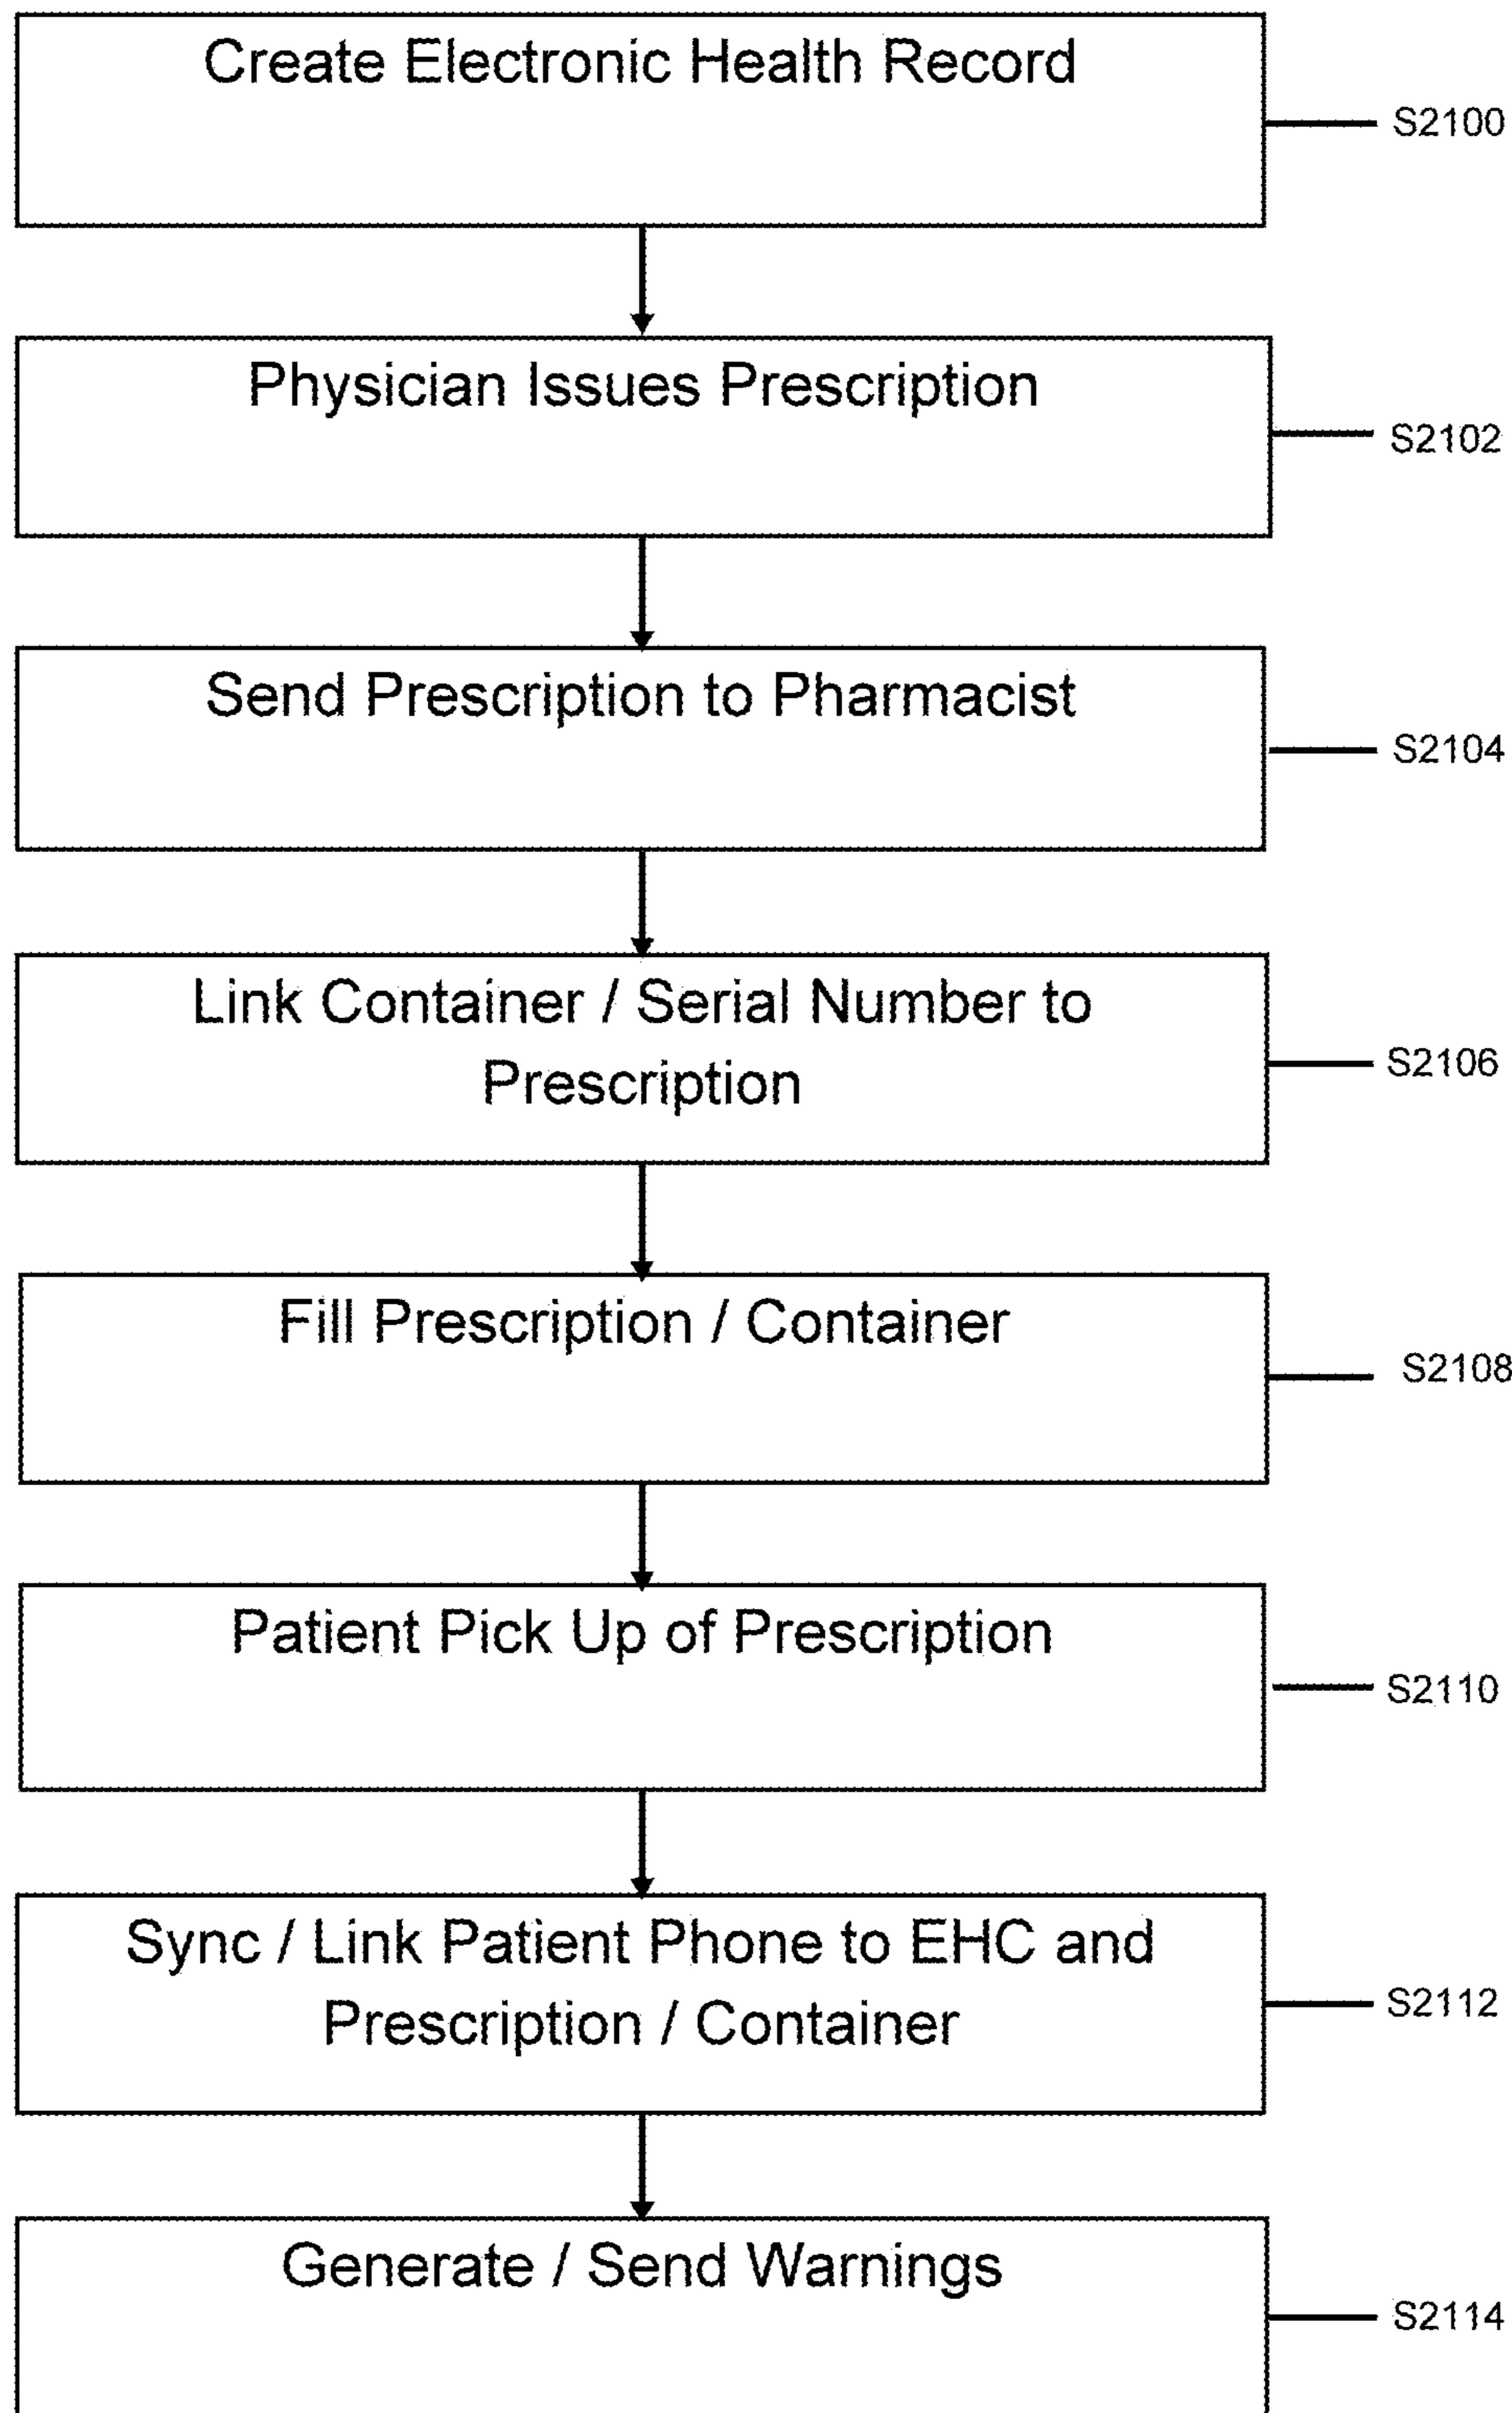 Create Electronic Health Record
S2100
Physician Issues Prescription
S2102
Send Prescription to Pharmacist
S2104
Link Container / Serial Number to
Prescription
S2106
Fill Prescription / Container
S2108
Patient Pick Up of Prescription
S2110
Sync / Link Patient Phone to EHC and
Prescription / Container
S2112
Generate / Send Warnings
S2114